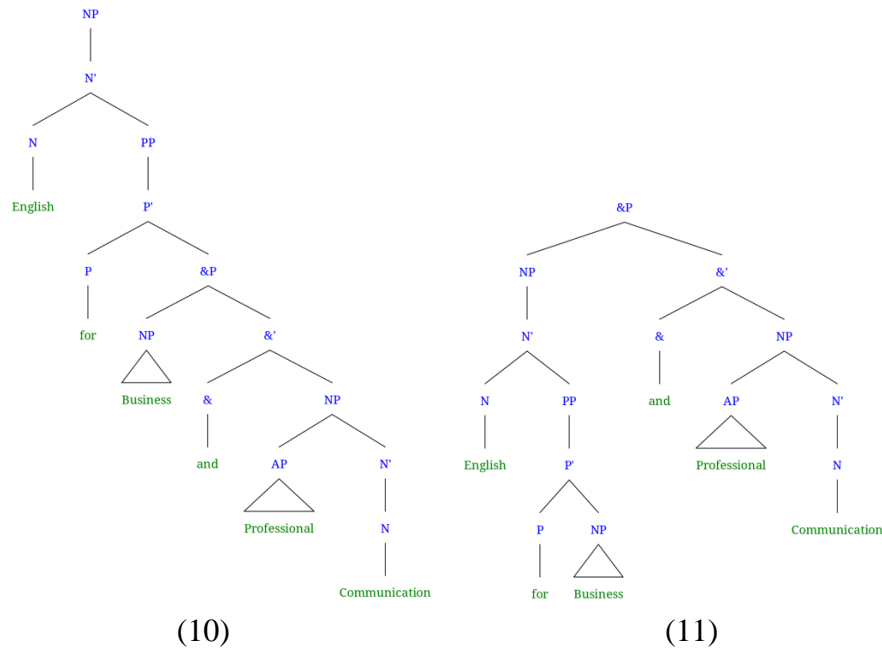 NP
N'
N PP
English P' &P
P &P NP &'
for NP &' N' & NP
Business & NP N PP and AP N'
and AP N' English P' Professional N
Professional N P NP Communication
Communication for Business
(10) (11)